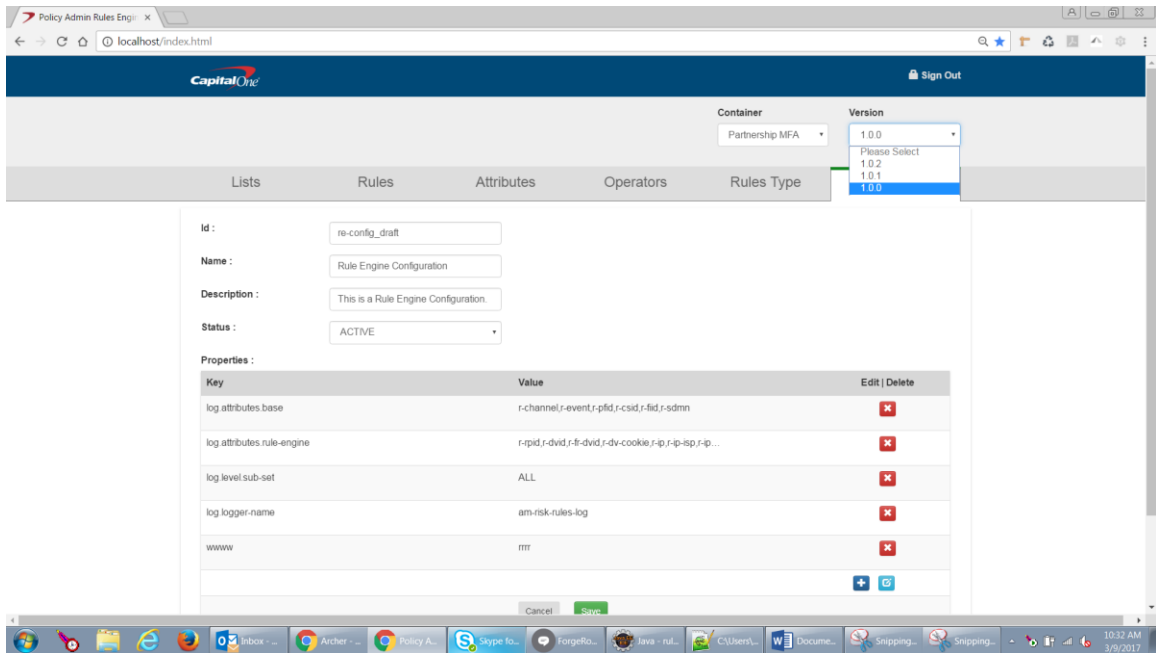 Policy Admin Rules Engi
localhost/index.html
CapitalOne
Sign Out
Container
Version
Partnership MFA
1.0.0
Please Select
1.0.2
1.0.1
1.0.0
Lists
Rules
Attributes
Operators
Rules Type
Id :
re-config_draft
Name :
Rule Engine Configuration
Description :
This is a Rule Engine Configuration.
Status :
ACTIVE
Properties :
Key
Value
Edit | Delete
log.attributes.base
r-channel,r-event,r-pfid,r-csid,r-fiid,r-sdmn
log.attributes.rule-engine
r-rpid,r-dvid,r-fr-dvid,r-dv-cookie,r-ip,r-ip-isp,r-ip...
log.level.sub-set
ALL
log.logger-name
am-risk-rules-log
wwww
rrrr
Cancel
Save
Inbox - ...
Archer - ...
Policy A...
Skype fo...
ForgeRo...
Java - rul...
C:\Users\...
Docume...
Snipping...
Snipping...
10:32 AM
3/9/2017